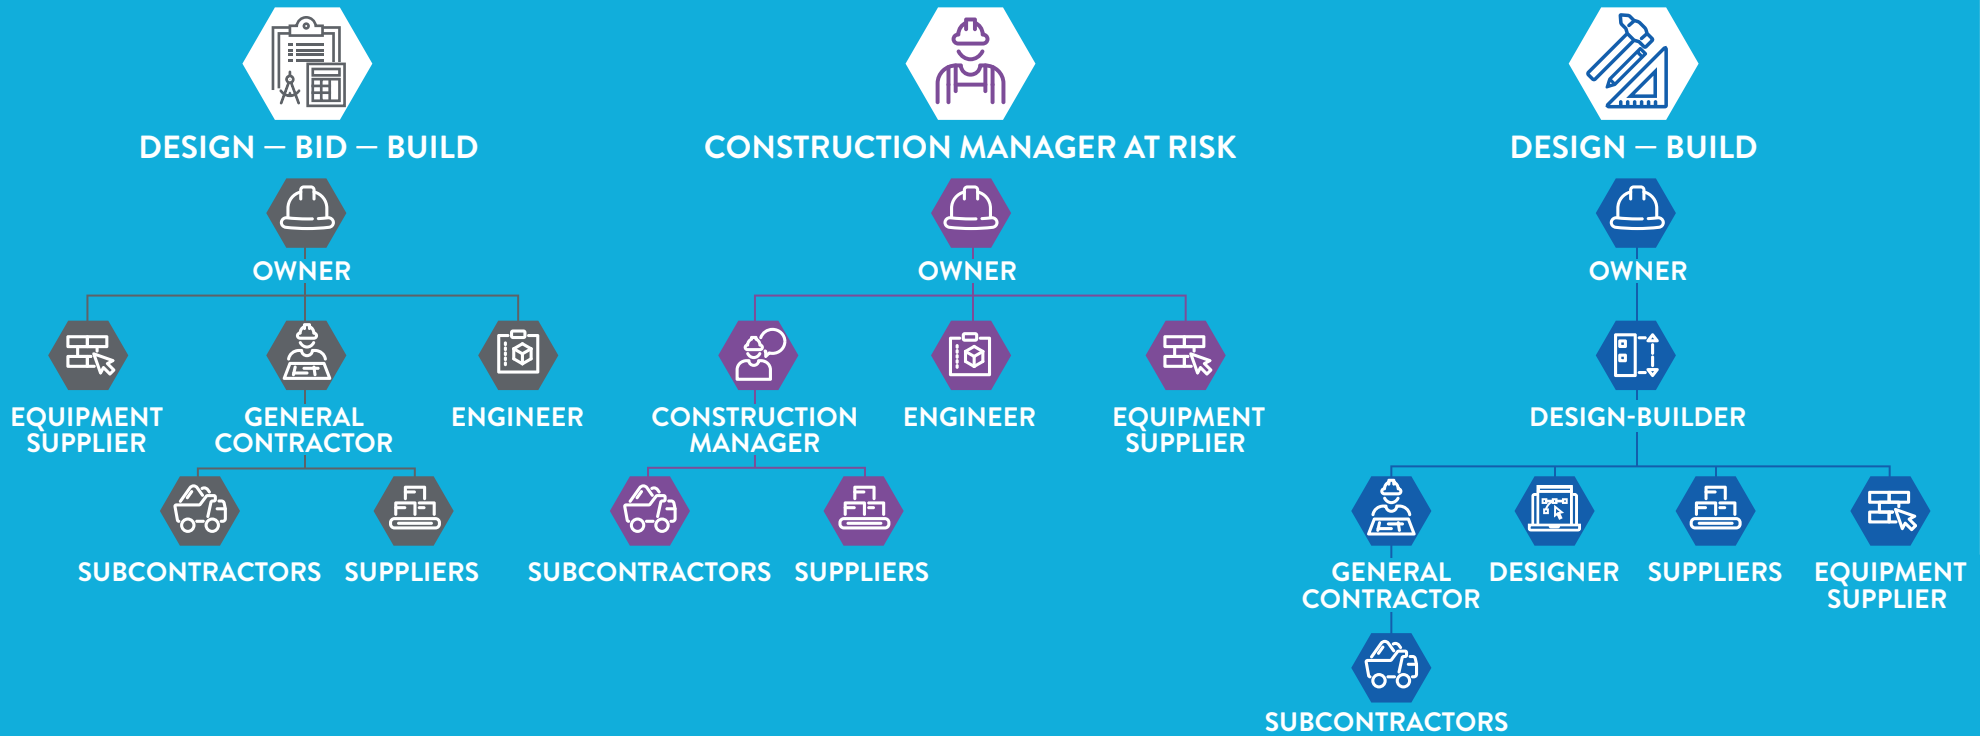 DESIGN — BID — BUILD
OWNER
EQUIPMENT
SUPPLIER
GENERAL
CONTRACTOR
ENGINEER
SUBCONTRACTORS
SUPPLIERS
CONSTRUCTION MANAGER AT RISK
OWNER
CONSTRUCTION
MANAGER
ENGINEER
EQUIPMENT
SUPPLIER
SUBCONTRACTORS
SUPPLIERS
DESIGN — BUILD
OWNER
DESIGN-BUILDER
GENERAL
CONTRACTOR
DESIGNER
SUPPLIERS
EQUIPMENT
SUPPLIER
SUBCONTRACTORS